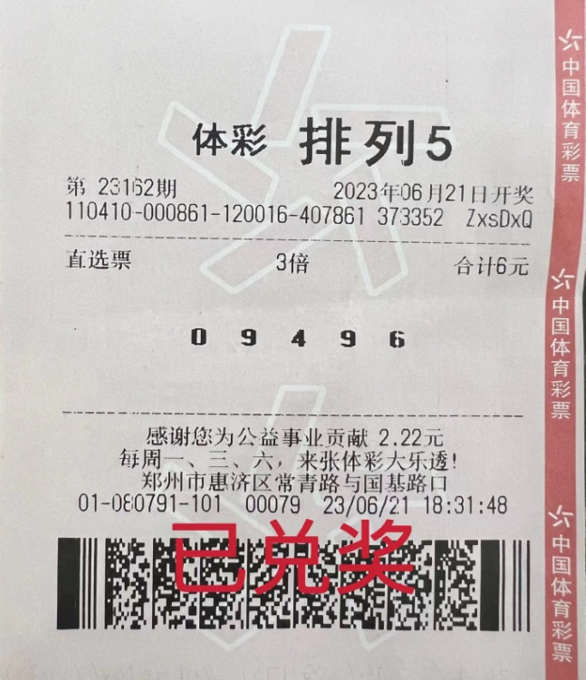 体彩 排列5
第 23162期 2023年06月21日开奖
110410-000861-120016-407861 373352 ZxsDxQ
直选票 3倍 合计6元
0 9 4 9 6
感谢您为公益事业贡献 2.22元
每周一、三、六，来张体彩大乐透!
郑州市惠济区常青路与国基路口
01-080791-101 00079 23/06/21 18:31:48
已兑奖
中国体育彩票
中国体育彩票
中国体育彩票